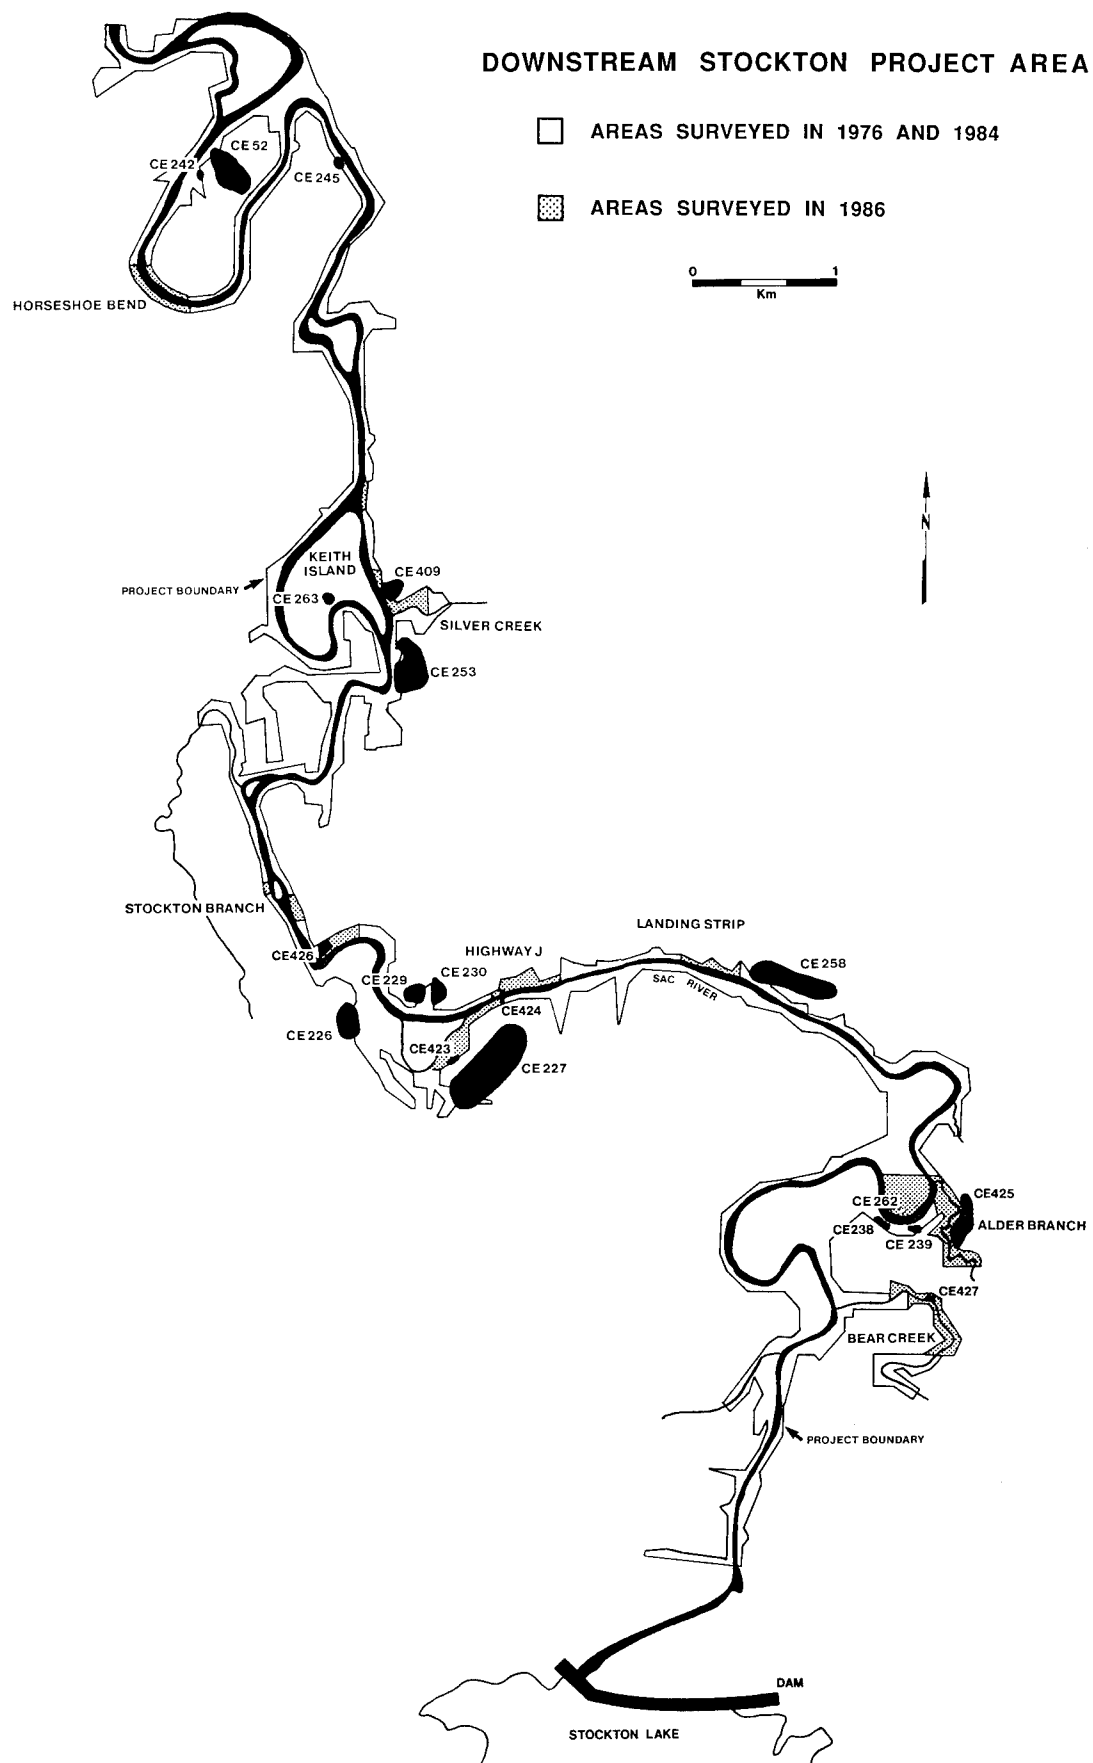 DOWNSTREAM STOCKTON PROJECT AREA
AREAS SURVEYED IN 1976 AND 1984
AREAS SURVEYED IN 1986
0 1
Km
CE 52
CE 242
CE 245
HORSESHOE BEND
N
KEITH
ISLAND
CE 409
PROJECT BOUNDARY
CE 263
SILVER CREEK
CE 253
STOCKTON BRANCH
LANDING STRIP
CE426
HIGHWAY J
CE 229
CE 230
CE 258
SAC RIVER
CE424
CE 226
CE423
CE 227
CE 262
CE425
CE238
ALDER BRANCH
CE 239
CE427
BEAR CREEK
PROJECT BOUNDARY
DAM
STOCKTON LAKE